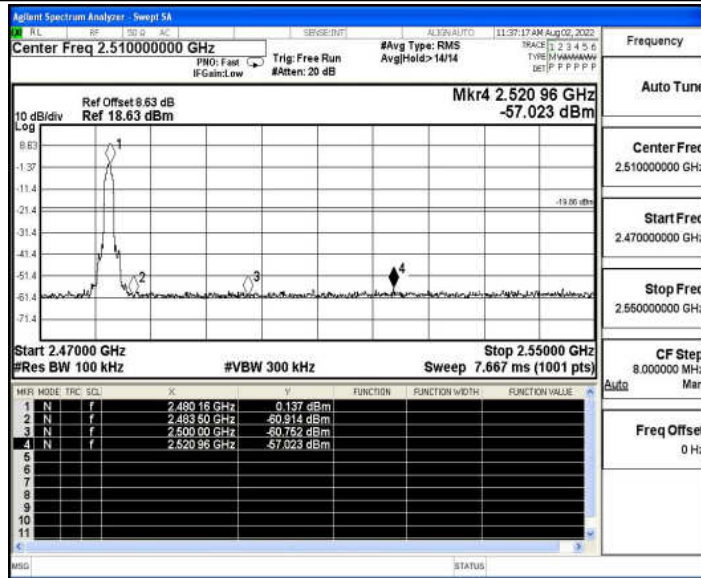 Agilent Spectrum Analyzer - Swept SA
RL RF 50 Ω AC SENSE:INT ALIGN AUTO 11:37:17 AM Aug 02, 2022
Center Freq 2.510000000 GHz
PNO: Fast
IFGain:Low
Trig: Free Run
#Atten: 20 dB
#Avg Type: RMS
Avg|Hold:> 14/14
TRACE 1 2 3 4 5 6
TYPE M
DET P P P P P P
Frequency
Auto Tune
Center Freq
2.510000000 GHz
Start Freq
2.470000000 GHz
Stop Freq
2.550000000 GHz
CF Step
8.000000 MHz
Auto Man
Freq Offset
0 Hz
Ref Offset 8.63 dB
10 dB/div Ref 18.63 dBm
Log
Mkr4 2.520 96 GHz
-57.023 dBm
8.63
-1.37
-11.4
-21.4
-31.4
-41.4
-51.4
-61.4
-71.4
-19.86 dBm
1
2
3
4
Start 2.47000 GHz Stop 2.55000 GHz
#Res BW 100 kHz #VBW 300 kHz Sweep 7.667 ms (1001 pts)
MKR MODE TRC SCL X Y FUNCTION FUNCTION WIDTH FUNCTION VALUE
1 N f 2.480 16 GHz 0.137 dBm
2 N f 2.483 50 GHz -60.914 dBm
3 N f 2.500 00 GHz -60.752 dBm
4 N f 2.520 96 GHz -57.023 dBm
5
6
7
8
9
10
11
MSG STATUS